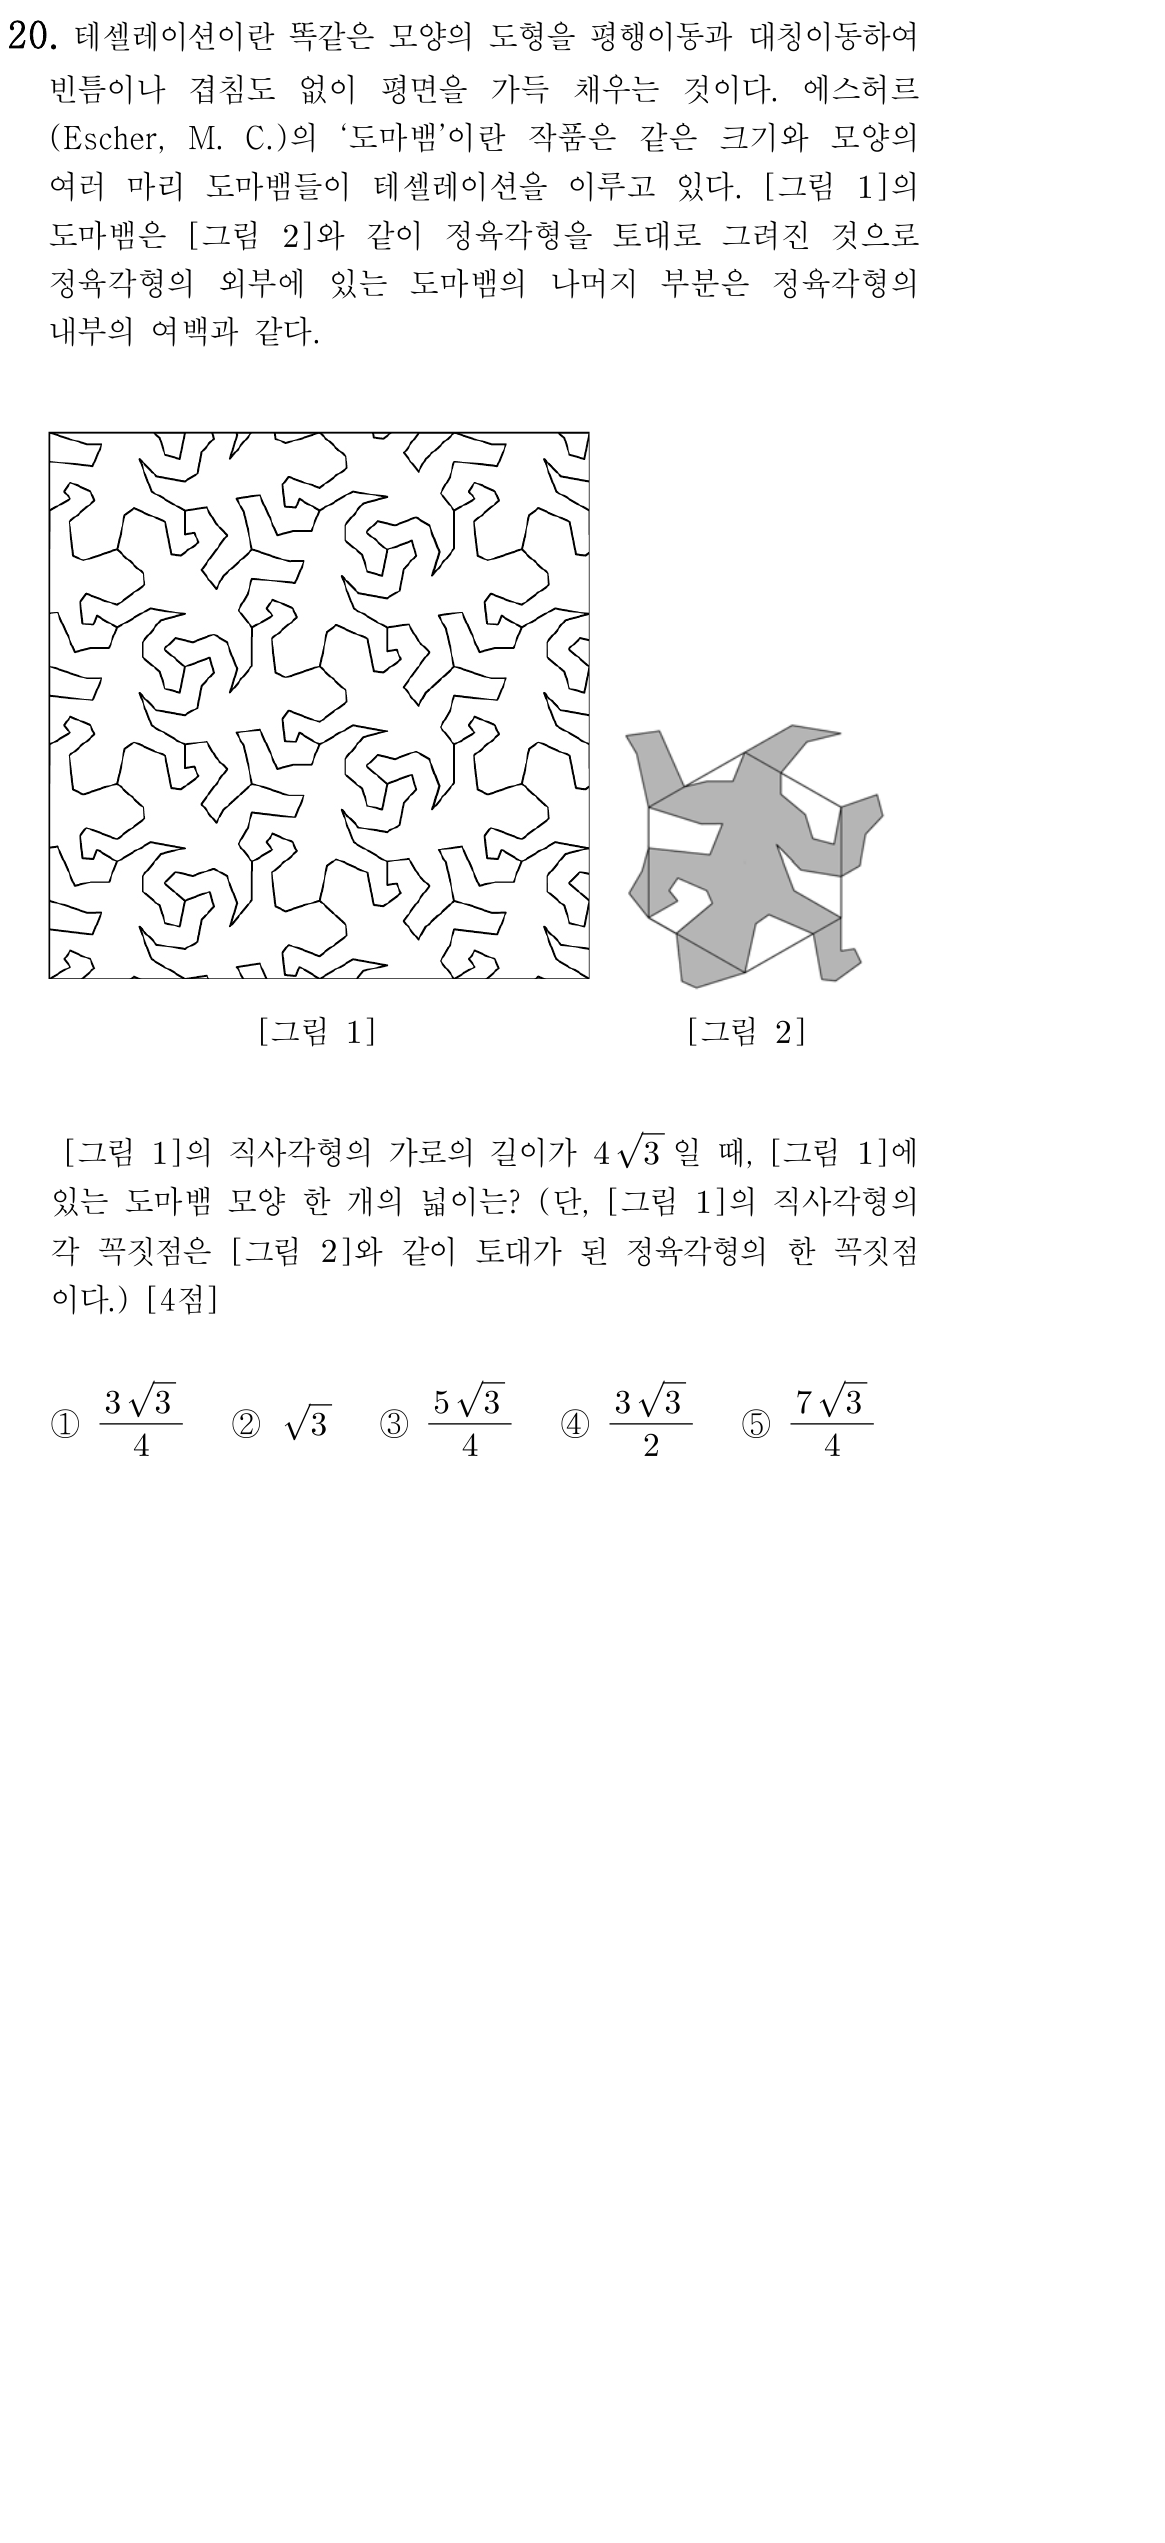 20. 테셀레이션이란 똑같은 모양의 도형을 평행이동과 대칭이동하여
빈틈이나 겹침도 없이 평면을 가득 채우는 것이다. 에스허르
(Escher, M. C.)의 ‘도마뱀’이란 작품은 같은 크기와 모양의
여러 마리 도마뱀들이 테셀레이션을 이루고 있다. [그림 1]의
도마뱀은 [그림 2]와 같이 정육각형을 토대로 그려진 것으로
정육각형의 외부에 있는 도마뱀의 나머지 부분은 정육각형의
내부의 여백과 같다.
[그림 1] [그림 2]
[그림 1]의 직사각형의 가로의 길이가 4√3 일 때, [그림 1]에
있는 도마뱀 모양 한 개의 넓이는? (단, [그림 1]의 직사각형의
각 꼭짓점은 [그림 2]와 같이 토대가 된 정육각형의 한 꼭짓점
이다.) [4점]
① 3√3/4 ② √3 ③ 5√3/4 ④ 3√3/2 ⑤ 7√3/4